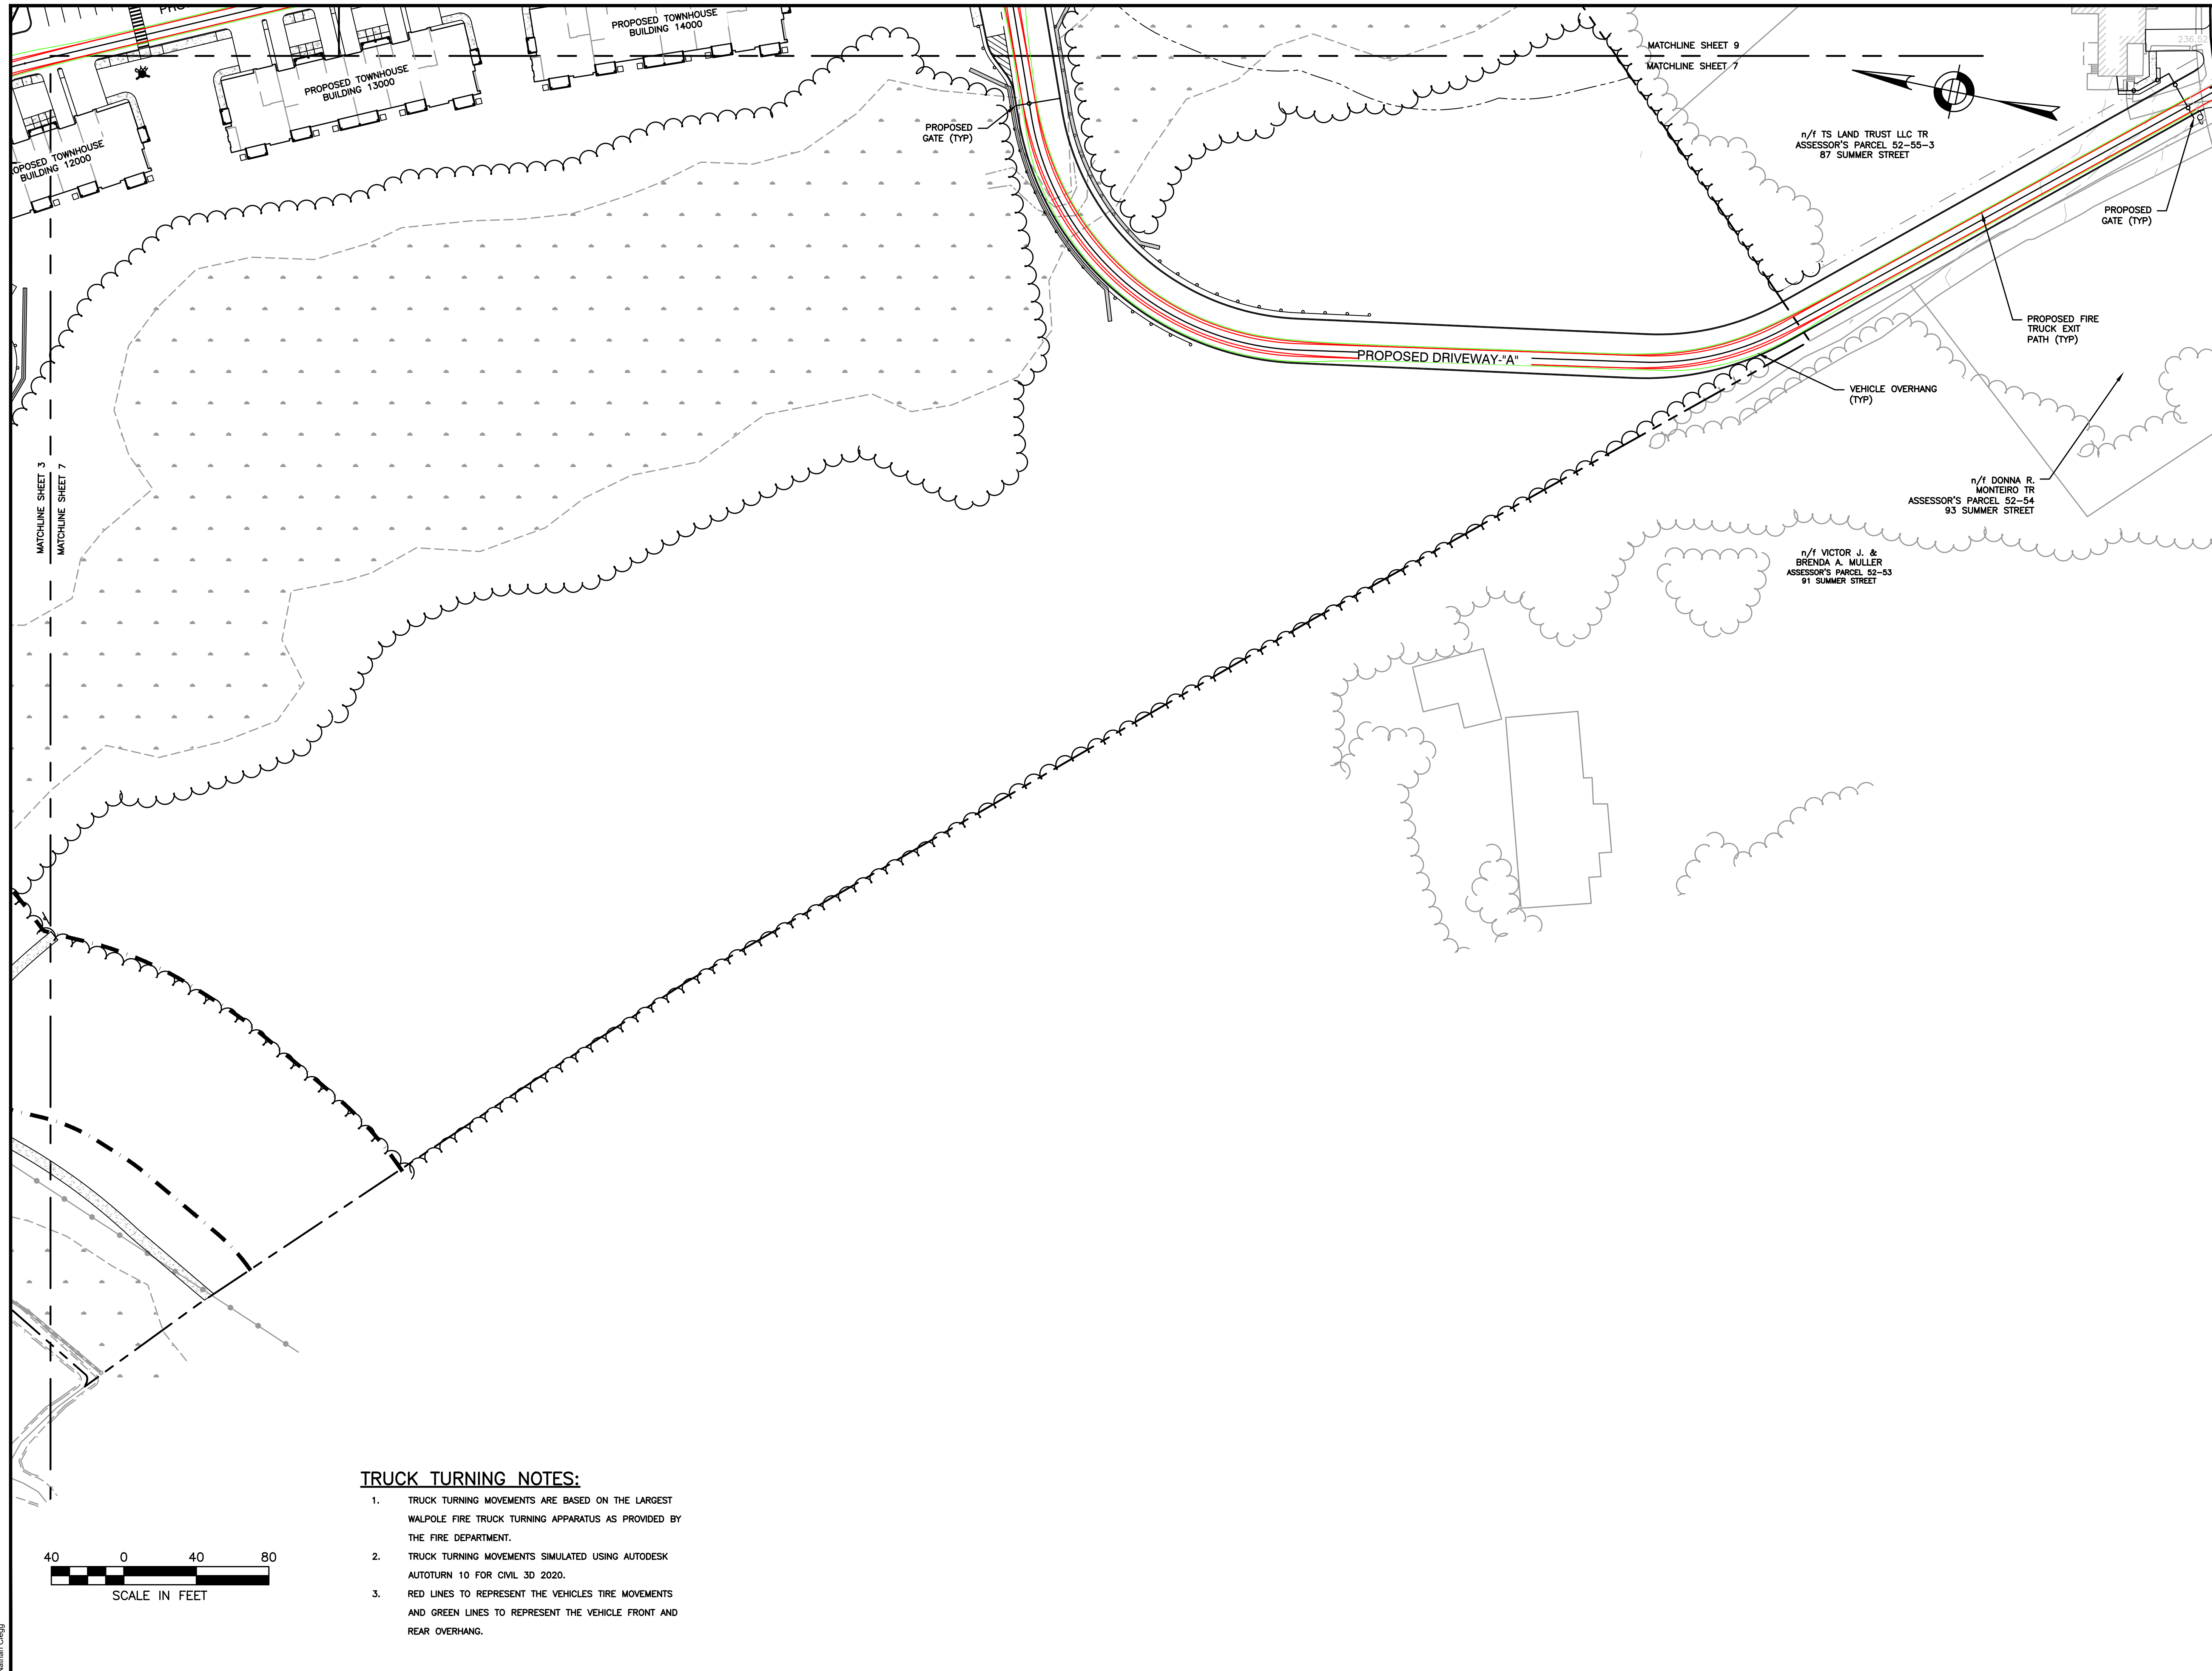 PROPOSED TOWNHOUSE
BUILDING 14000
PROPOSED TOWNHOUSE
BUILDING 13000
OPOSED TOWNHOUSE
BUILDING 12000
MATCHLINE SHEET 9
MATCHLINE SHEET 7
236.52
PROPOSED
GATE (TYP)
n/f TS LAND TRUST LLC TR
ASSESSOR'S PARCEL 52-55-3
87 SUMMER STREET
PROPOSED
GATE (TYP)
PROPOSED FIRE
TRUCK EXIT
PATH (TYP)
PROPOSED DRIVEWAY-"A"
VEHICLE OVERHANG
(TYP)
MATCHLINE SHEET 3
MATCHLINE SHEET 7
n/f DONNA R.
MONTEIRO TR
ASSESSOR'S PARCEL 52-54
93 SUMMER STREET
n/f VICTOR J. &
BRENDA A. MULLER
ASSESSOR'S PARCEL 52-53
91 SUMMER STREET
TRUCK TURNING NOTES:
1. TRUCK TURNING MOVEMENTS ARE BASED ON THE LARGEST
WALPOLE FIRE TRUCK TURNING APPARATUS AS PROVIDED BY
THE FIRE DEPARTMENT.
2. TRUCK TURNING MOVEMENTS SIMULATED USING AUTODESK
AUTOTURN 10 FOR CIVIL 3D 2020.
3. RED LINES TO REPRESENT THE VEHICLES TIRE MOVEMENTS
AND GREEN LINES TO REPRESENT THE VEHICLE FRONT AND
REAR OVERHANG.
40 0 40 80
SCALE IN FEET